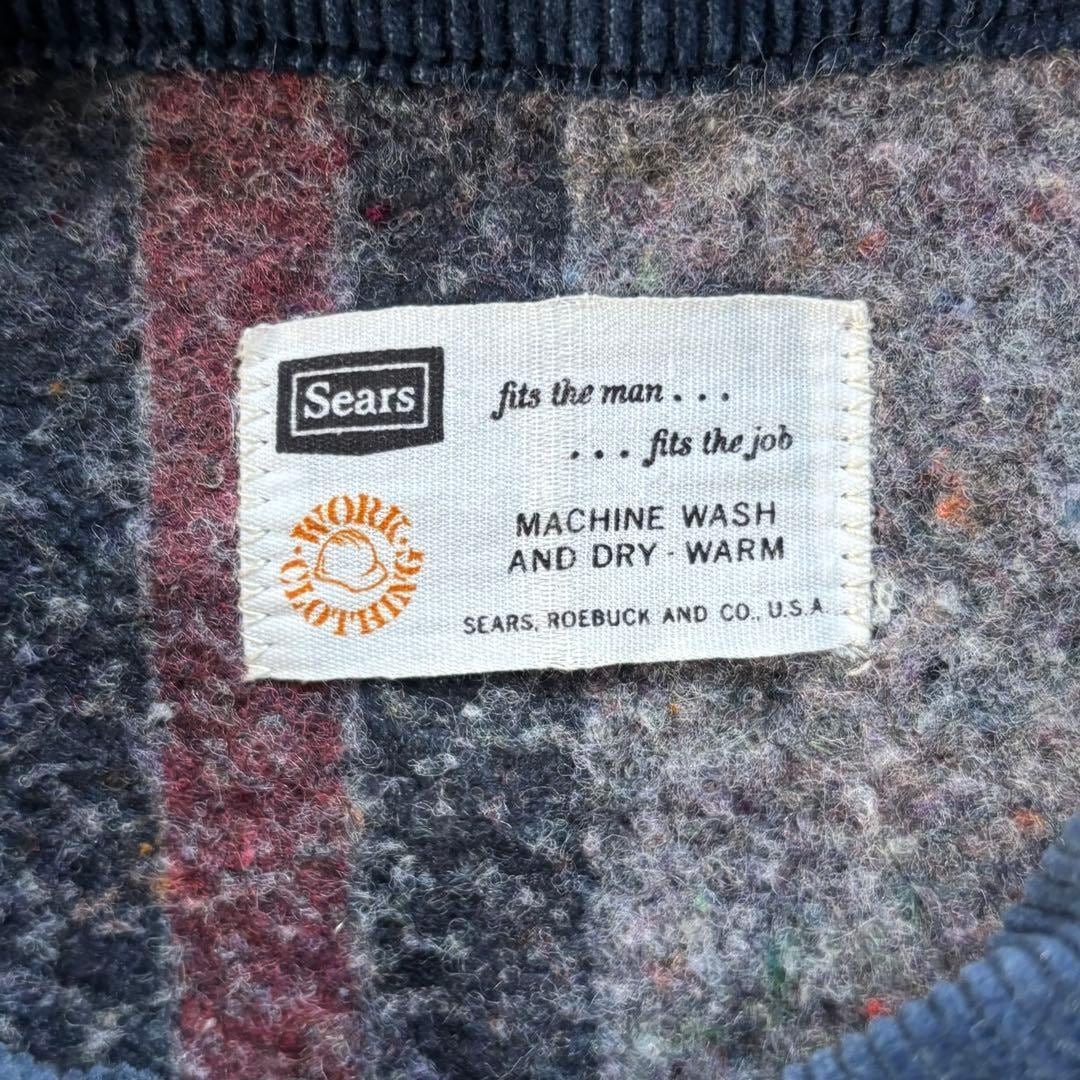 Sears
fits the man . . .
. . . fits the job
WORK
CLOTHING
MACHINE WASH
AND DRY - WARM
SEARS, ROEBUCK AND CO., U.S.A.